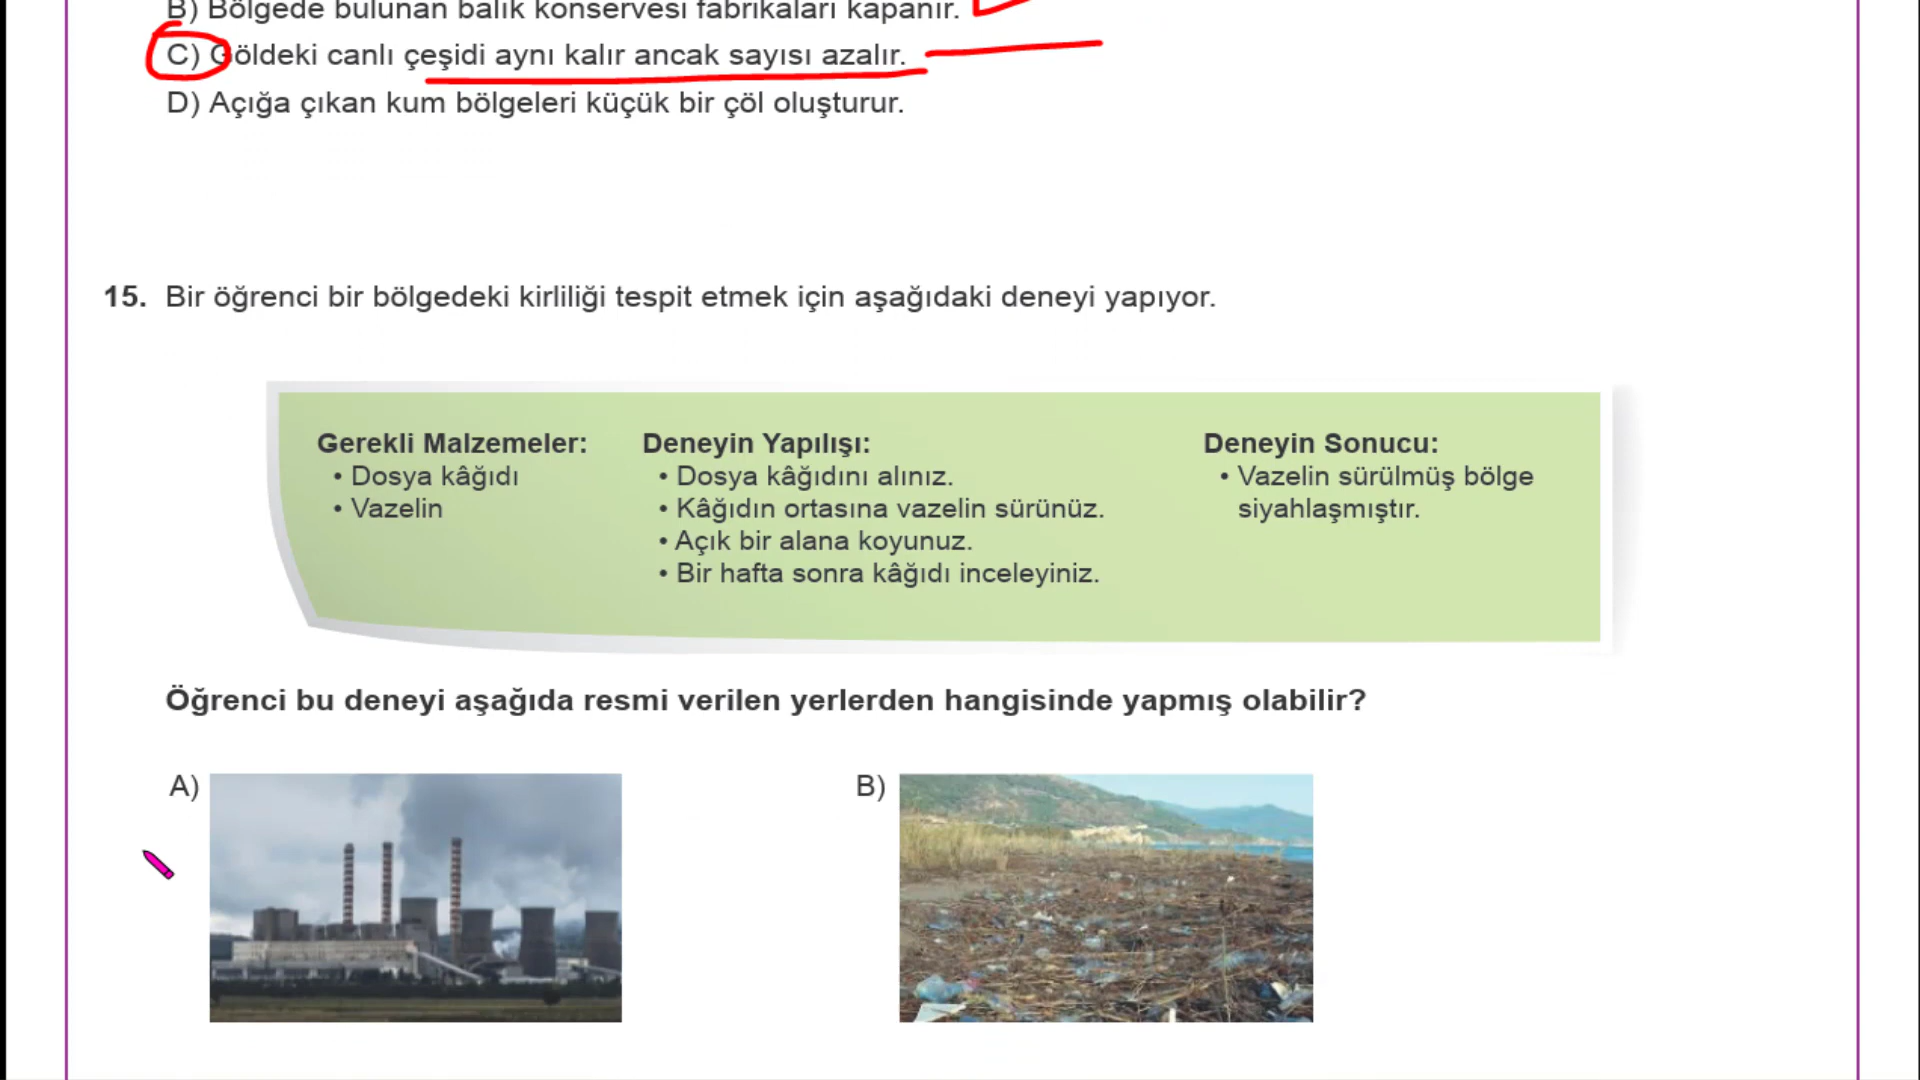 B) Bölgede bulunan balık konservesi fabrikaları kapanır.
C) Göldeki canlı çeşidi aynı kalır ancak sayısı azalır.
D) Açığa çıkan kum bölgeleri küçük bir çöl oluşturur.
15. Bir öğrenci bir bölgedeki kirliliği tespit etmek için aşağıdaki deneyi yapıyor.
Gerekli Malzemeler:
• Dosya kâğıdı
• Vazelin
Deneyin Yapılışı:
• Dosya kâğıdını alınız.
• Kâğıdın ortasına vazelin sürünüz.
• Açık bir alana koyunuz.
• Bir hafta sonra kâğıdı inceleyiniz.
Deneyin Sonucu:
• Vazelin sürülmüş bölge
siyahlaşmıştır.
Öğrenci bu deneyi aşağıda resmi verilen yerlerden hangisinde yapmış olabilir?
A)
B)